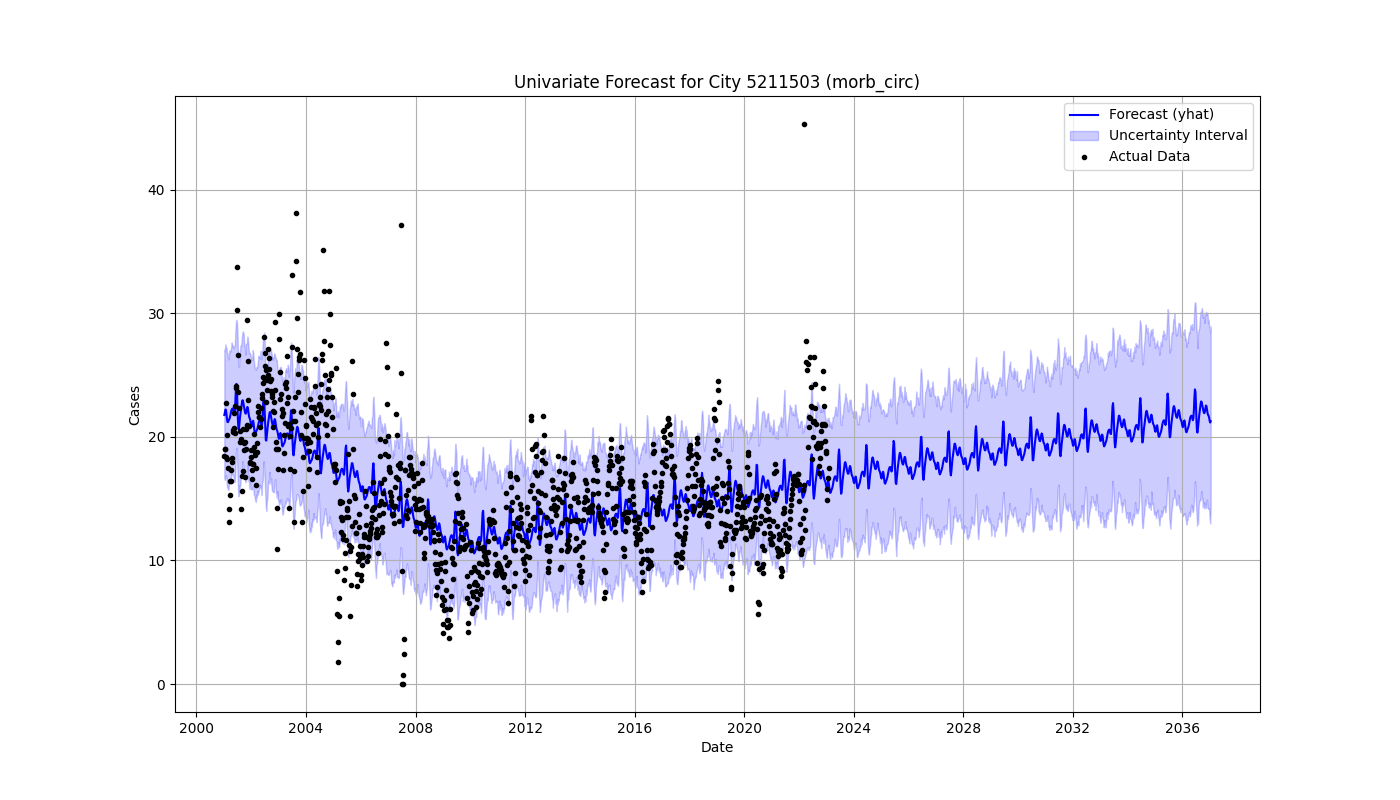 Univariate Forecast for City 5211503 (morb_circ)
Forecast (yhat)
Uncertainty Interval
Actual Data
Cases
40
30
20
10
0
2000 2004 2008 2012 2016 2020 2024 2028 2032 2036
Date